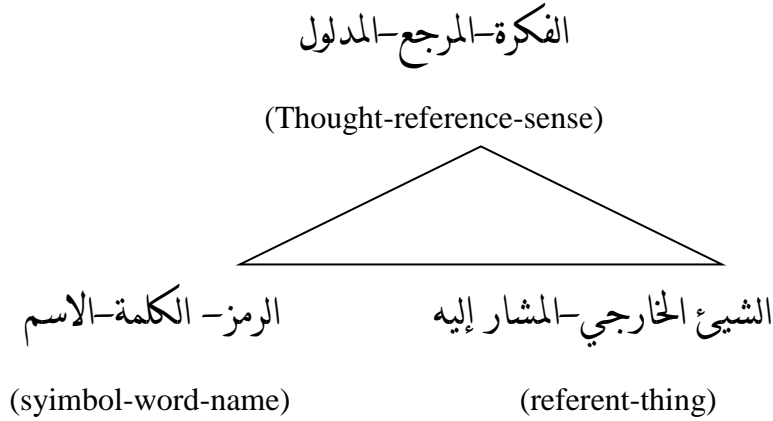 الفكرة–المرجع–المدلول
(Thought-reference-sense)
الرمز– الكلمة–الاسم
الشيئ الخارجي–المشار إليه
(syimbol-word-name)
(referent-thing)